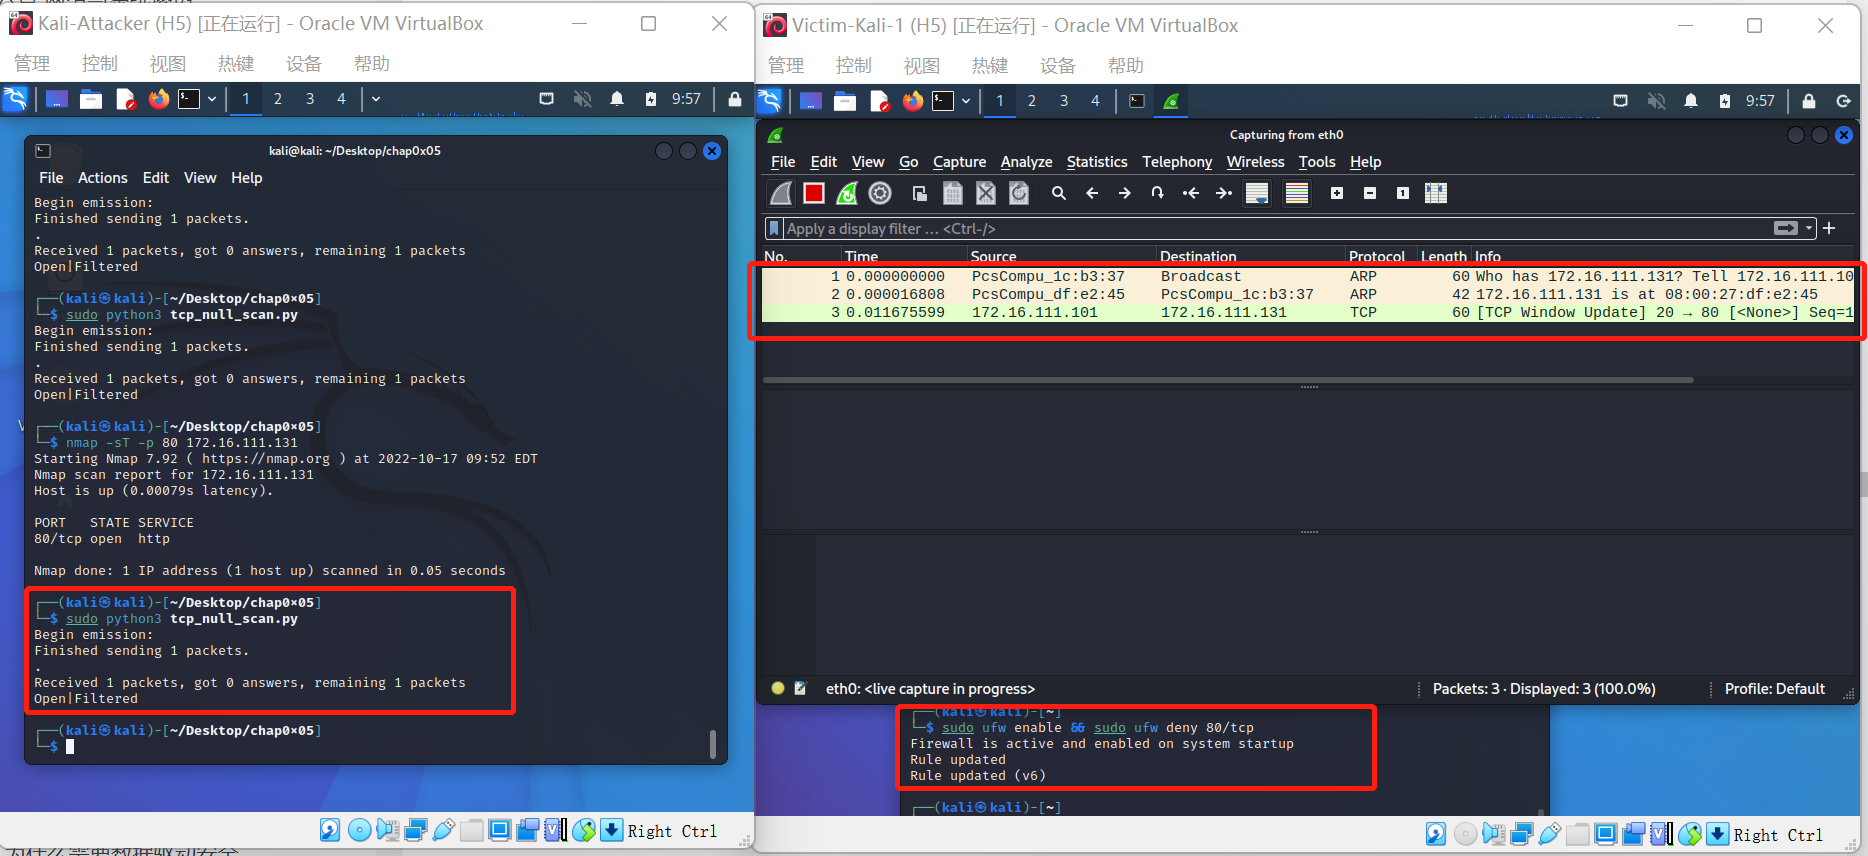 Kali-Attacker (H5) [正在运行] - Oracle VM VirtualBox
管理 控制 视图 热键 设备 帮助
1 2 3 4 9:57
kali@kali: ~/Desktop/chap0x05
File Actions Edit View Help
Begin emission:
Finished sending 1 packets.
.
Received 1 packets, got 0 answers, remaining 1 packets
Open|Filtered
┌──(kali㉿kali)-[~/Desktop/chap0×05]
└─$ sudo python3 tcp_null_scan.py
Begin emission:
Finished sending 1 packets.
.
Received 1 packets, got 0 answers, remaining 1 packets
Open|Filtered
┌──(kali㉿kali)-[~/Desktop/chap0×05]
└─$ nmap -sT -p 80 172.16.111.131
Starting Nmap 7.92 ( https://nmap.org ) at 2022-10-17 09:52 EDT
Nmap scan report for 172.16.111.131
Host is up (0.00079s latency).
PORT STATE SERVICE
80/tcp open http
Nmap done: 1 IP address (1 host up) scanned in 0.05 seconds
┌──(kali㉿kali)-[~/Desktop/chap0×05]
└─$ sudo python3 tcp_null_scan.py
Begin emission:
Finished sending 1 packets.
.
Received 1 packets, got 0 answers, remaining 1 packets
Open|Filtered
┌──(kali㉿kali)-[~/Desktop/chap0×05]
└─$
Right Ctrl
Victim-Kali-1 (H5) [正在运行] - Oracle VM VirtualBox
管理 控制 视图 热键 设备 帮助
1 2 3 4 9:57
Capturing from eth0
File Edit View Go Capture Analyze Statistics Telephony Wireless Tools Help
Apply a display filter … <Ctrl-/>
No. Time Source Destination Protocol Length Info
1 0.000000000 PcsCompu_1c:b3:37 Broadcast ARP 60 Who has 172.16.111.131? Tell 172.16.111.10
2 0.000016808 PcsCompu_df:e2:45 PcsCompu_1c:b3:37 ARP 42 172.16.111.131 is at 08:00:27:df:e2:45
3 0.011675599 172.16.111.101 172.16.111.131 TCP 60 [TCP Window Update] 20 → 80 [<None>] Seq=1
eth0: <live capture in progress> Packets: 3 · Displayed: 3 (100.0%) Profile: Default
┌──(kali㉿kali)-[~]
└─$ sudo ufw enable && sudo ufw deny 80/tcp
Firewall is active and enabled on system startup
Rule updated
Rule updated (v6)
┌──(kali㉿kali)-[~]
Right Ctrl